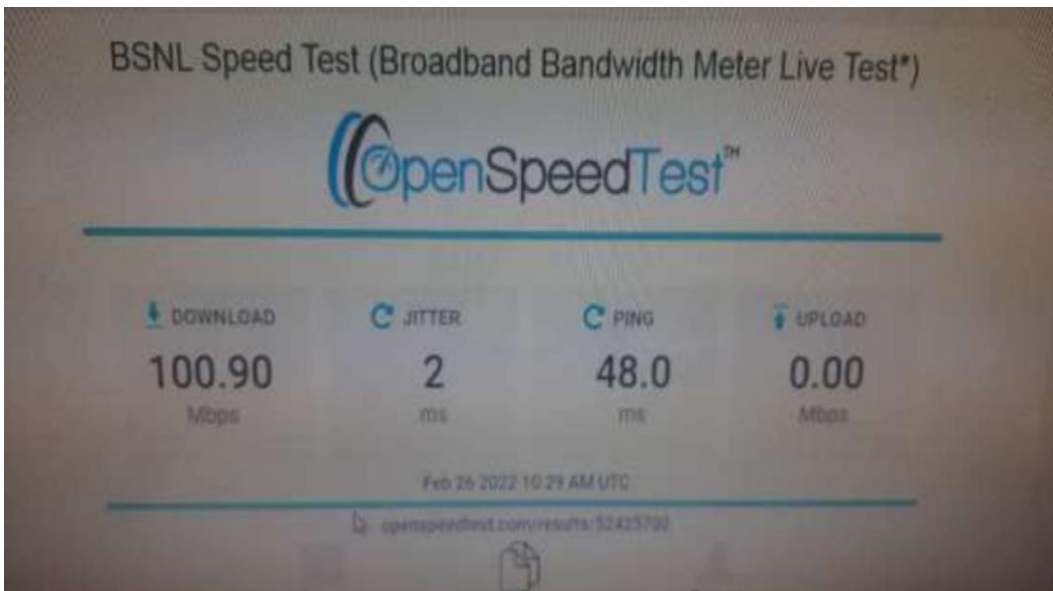 BSNL Speed Test (Broadband Bandwidth Meter Live Test*)
OpenSpeedTest™
DOWNLOAD JITTER PING UPLOAD
100.90 2 48.0 0.00
Mbps ms ms Mbps
Feb 26 2022 10:29 AM UTC
openspeedtest.com/results/52425702